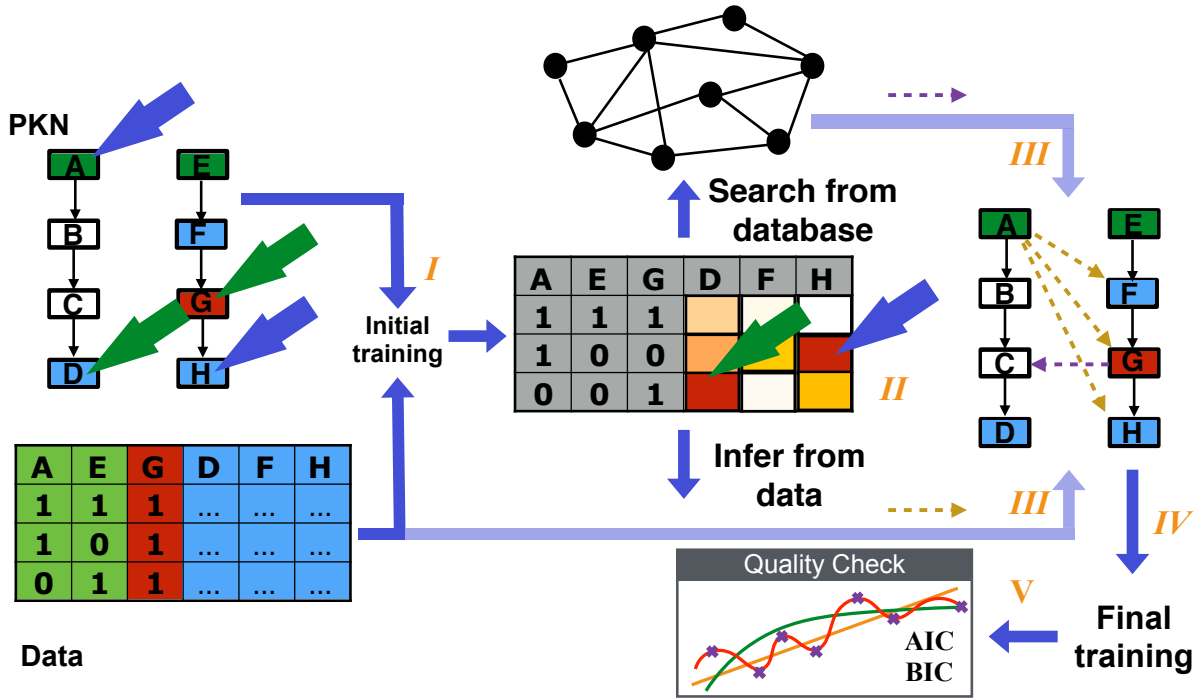 PKN
A E
B F
C G
D H
I
Initial
training
A E G D F H
1 1 1 ... ... ...
1 0 1 ... ... ...
0 1 1 ... ... ...
Data
Search from
database
A E G D F H
1 1 1
1 0 0
0 0 1
II
Infer from
data
III
III
A E
B F
C G
D H
IV
Final
training
V
Quality Check
AIC
BIC